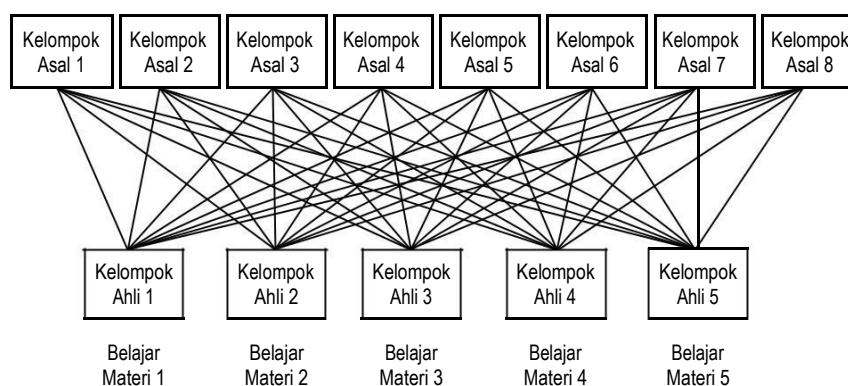 Kelompok
Asal 1
Kelompok
Asal 2
Kelompok
Asal 3
Kelompok
Asal 4
Kelompok
Asal 5
Kelompok
Asal 6
Kelompok
Asal 7
Kelompok
Asal 8
Kelompok
Ahli 1
Kelompok
Ahli 2
Kelompok
Ahli 3
Kelompok
Ahli 4
Kelompok
Ahli 5
Belajar
Materi 1
Belajar
Materi 2
Belajar
Materi 3
Belajar
Materi 4
Belajar
Materi 5